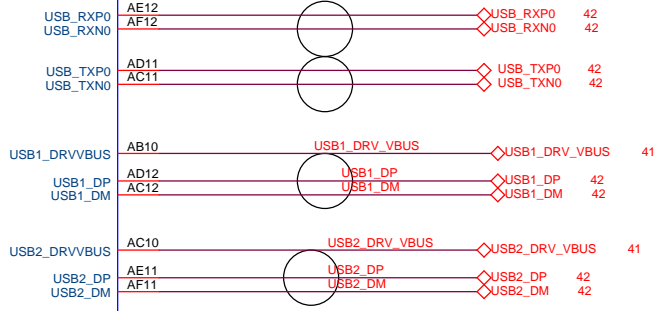 USB_RXP0 AE12 USB_RXP0 42
USB_RXN0 AF12 USB_RXN0 42
USB_TXP0 AD11 USB_TXP0 42
USB_TXN0 AC11 USB_TXN0 42
USB1_DRVVBUS AB10 USB1_DRV_VBUS USB1_DRV_VBUS 41
USB1_DP AD12 USB1_DP USB1_DP 42
USB1_DM AC12 USB1_DM USB1_DM 42
USB2_DRVVBUS AC10 USB2_DRV_VBUS USB2_DRV_VBUS 41
USB2_DP AE11 USB2_DP USB2_DP 42
USB2_DM AF11 USB2_DM USB2_DM 42